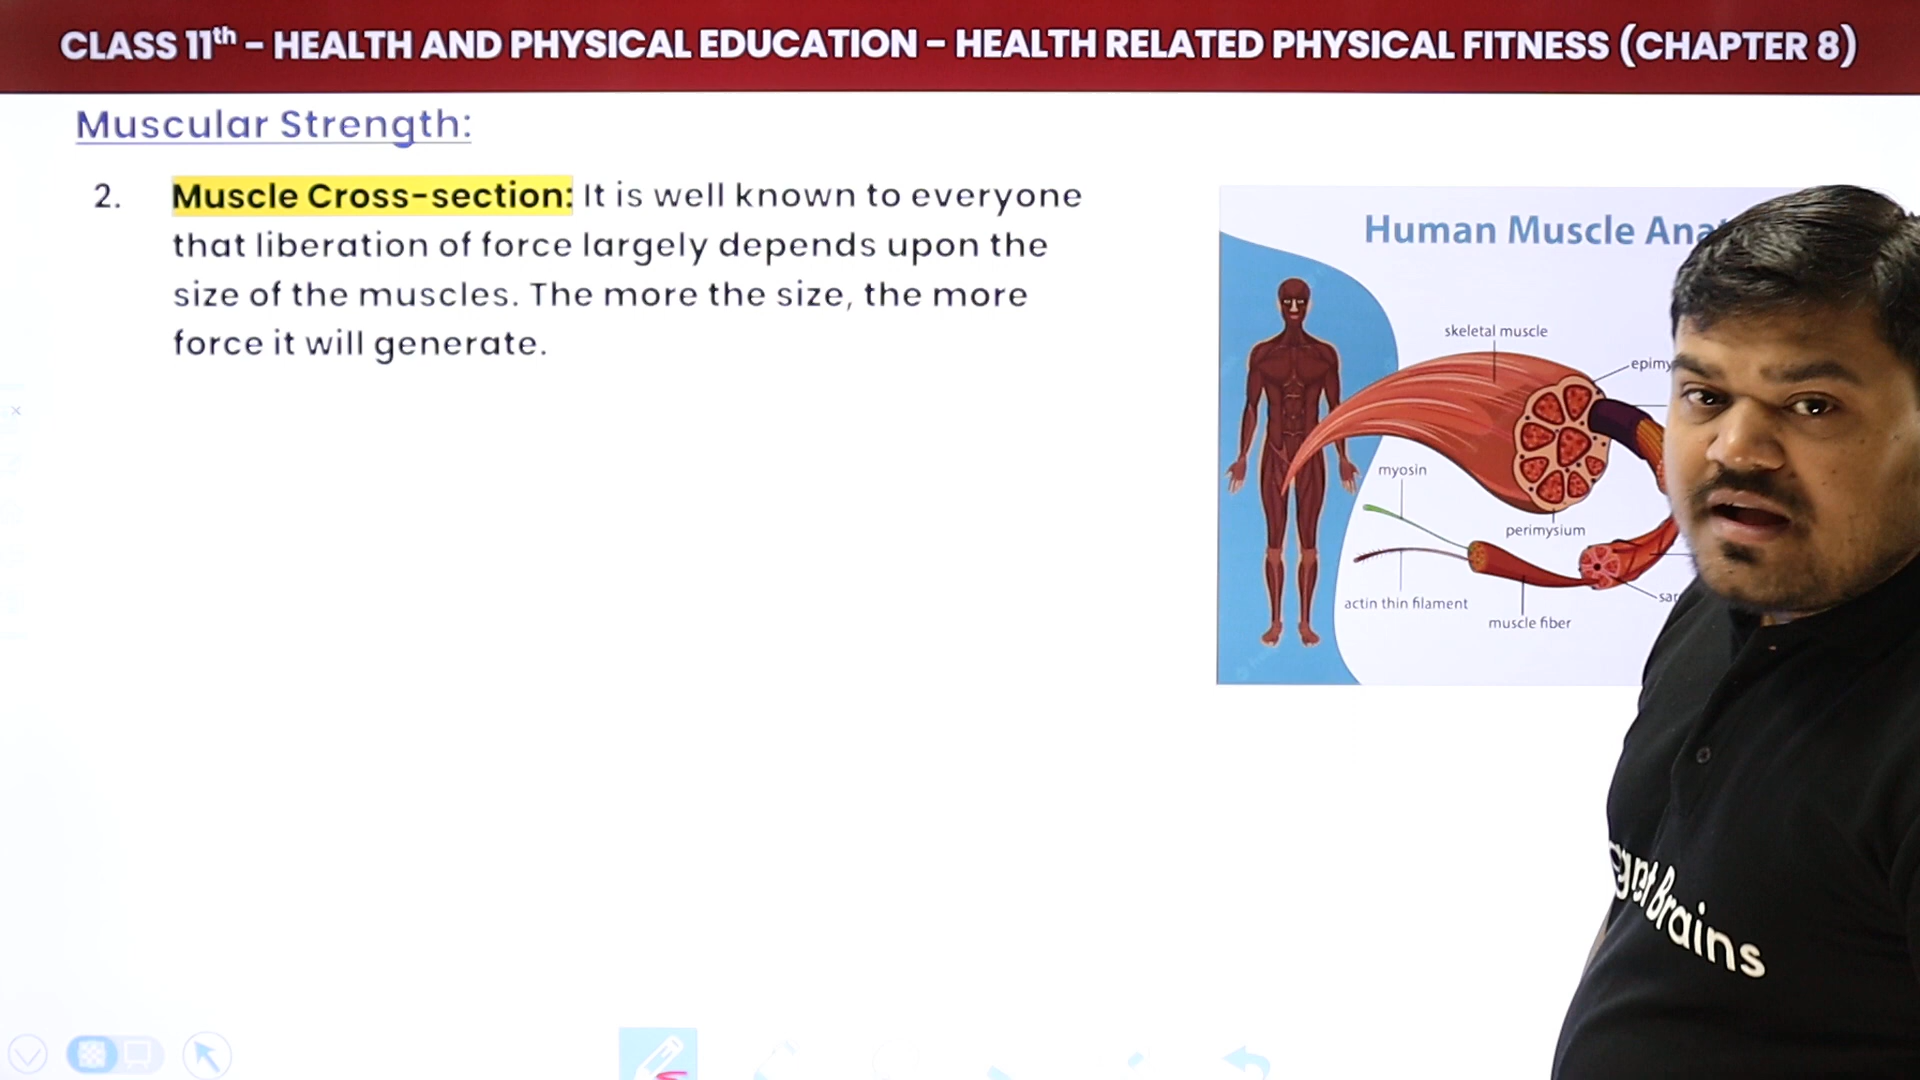 CLASS 11th – HEALTH AND PHYSICAL EDUCATION – HEALTH RELATED PHYSICAL FITNESS (CHAPTER 8)
Muscular Strength:
2. Muscle Cross-section: It is well known to everyone
that liberation of force largely depends upon the
size of the muscles. The more the size, the more
force it will generate.
Human Muscle
skeletal muscle
myosin
perimysium
actin thin filament
muscle fiber
Brains